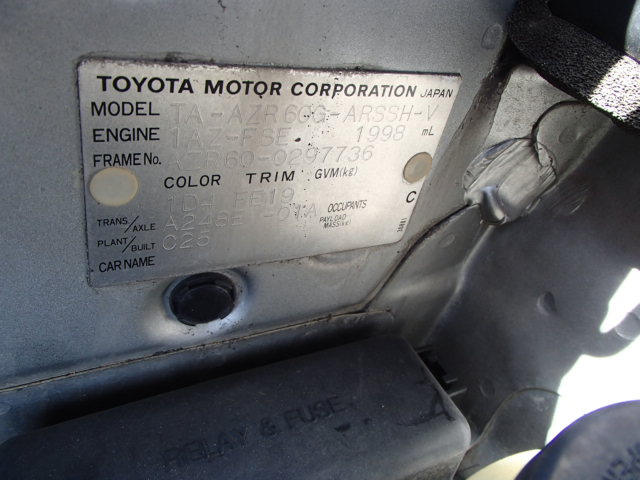 TOYOTA MOTOR CORPORATION JAPAN
MODEL TA-AZR60G-ARSSH-V
ENGINE 1AZ-FSE 1998 mL
FRAME No. AZR60-0297736
COLOR TRIM GVM(kg)
1D4 FE19 C
TRANS/AXLE A248E -01A OCCUPANTS
PAYLOAD MASS(kg)
PLANT/BUILT C25
CAR NAME
RELAY & FUSE